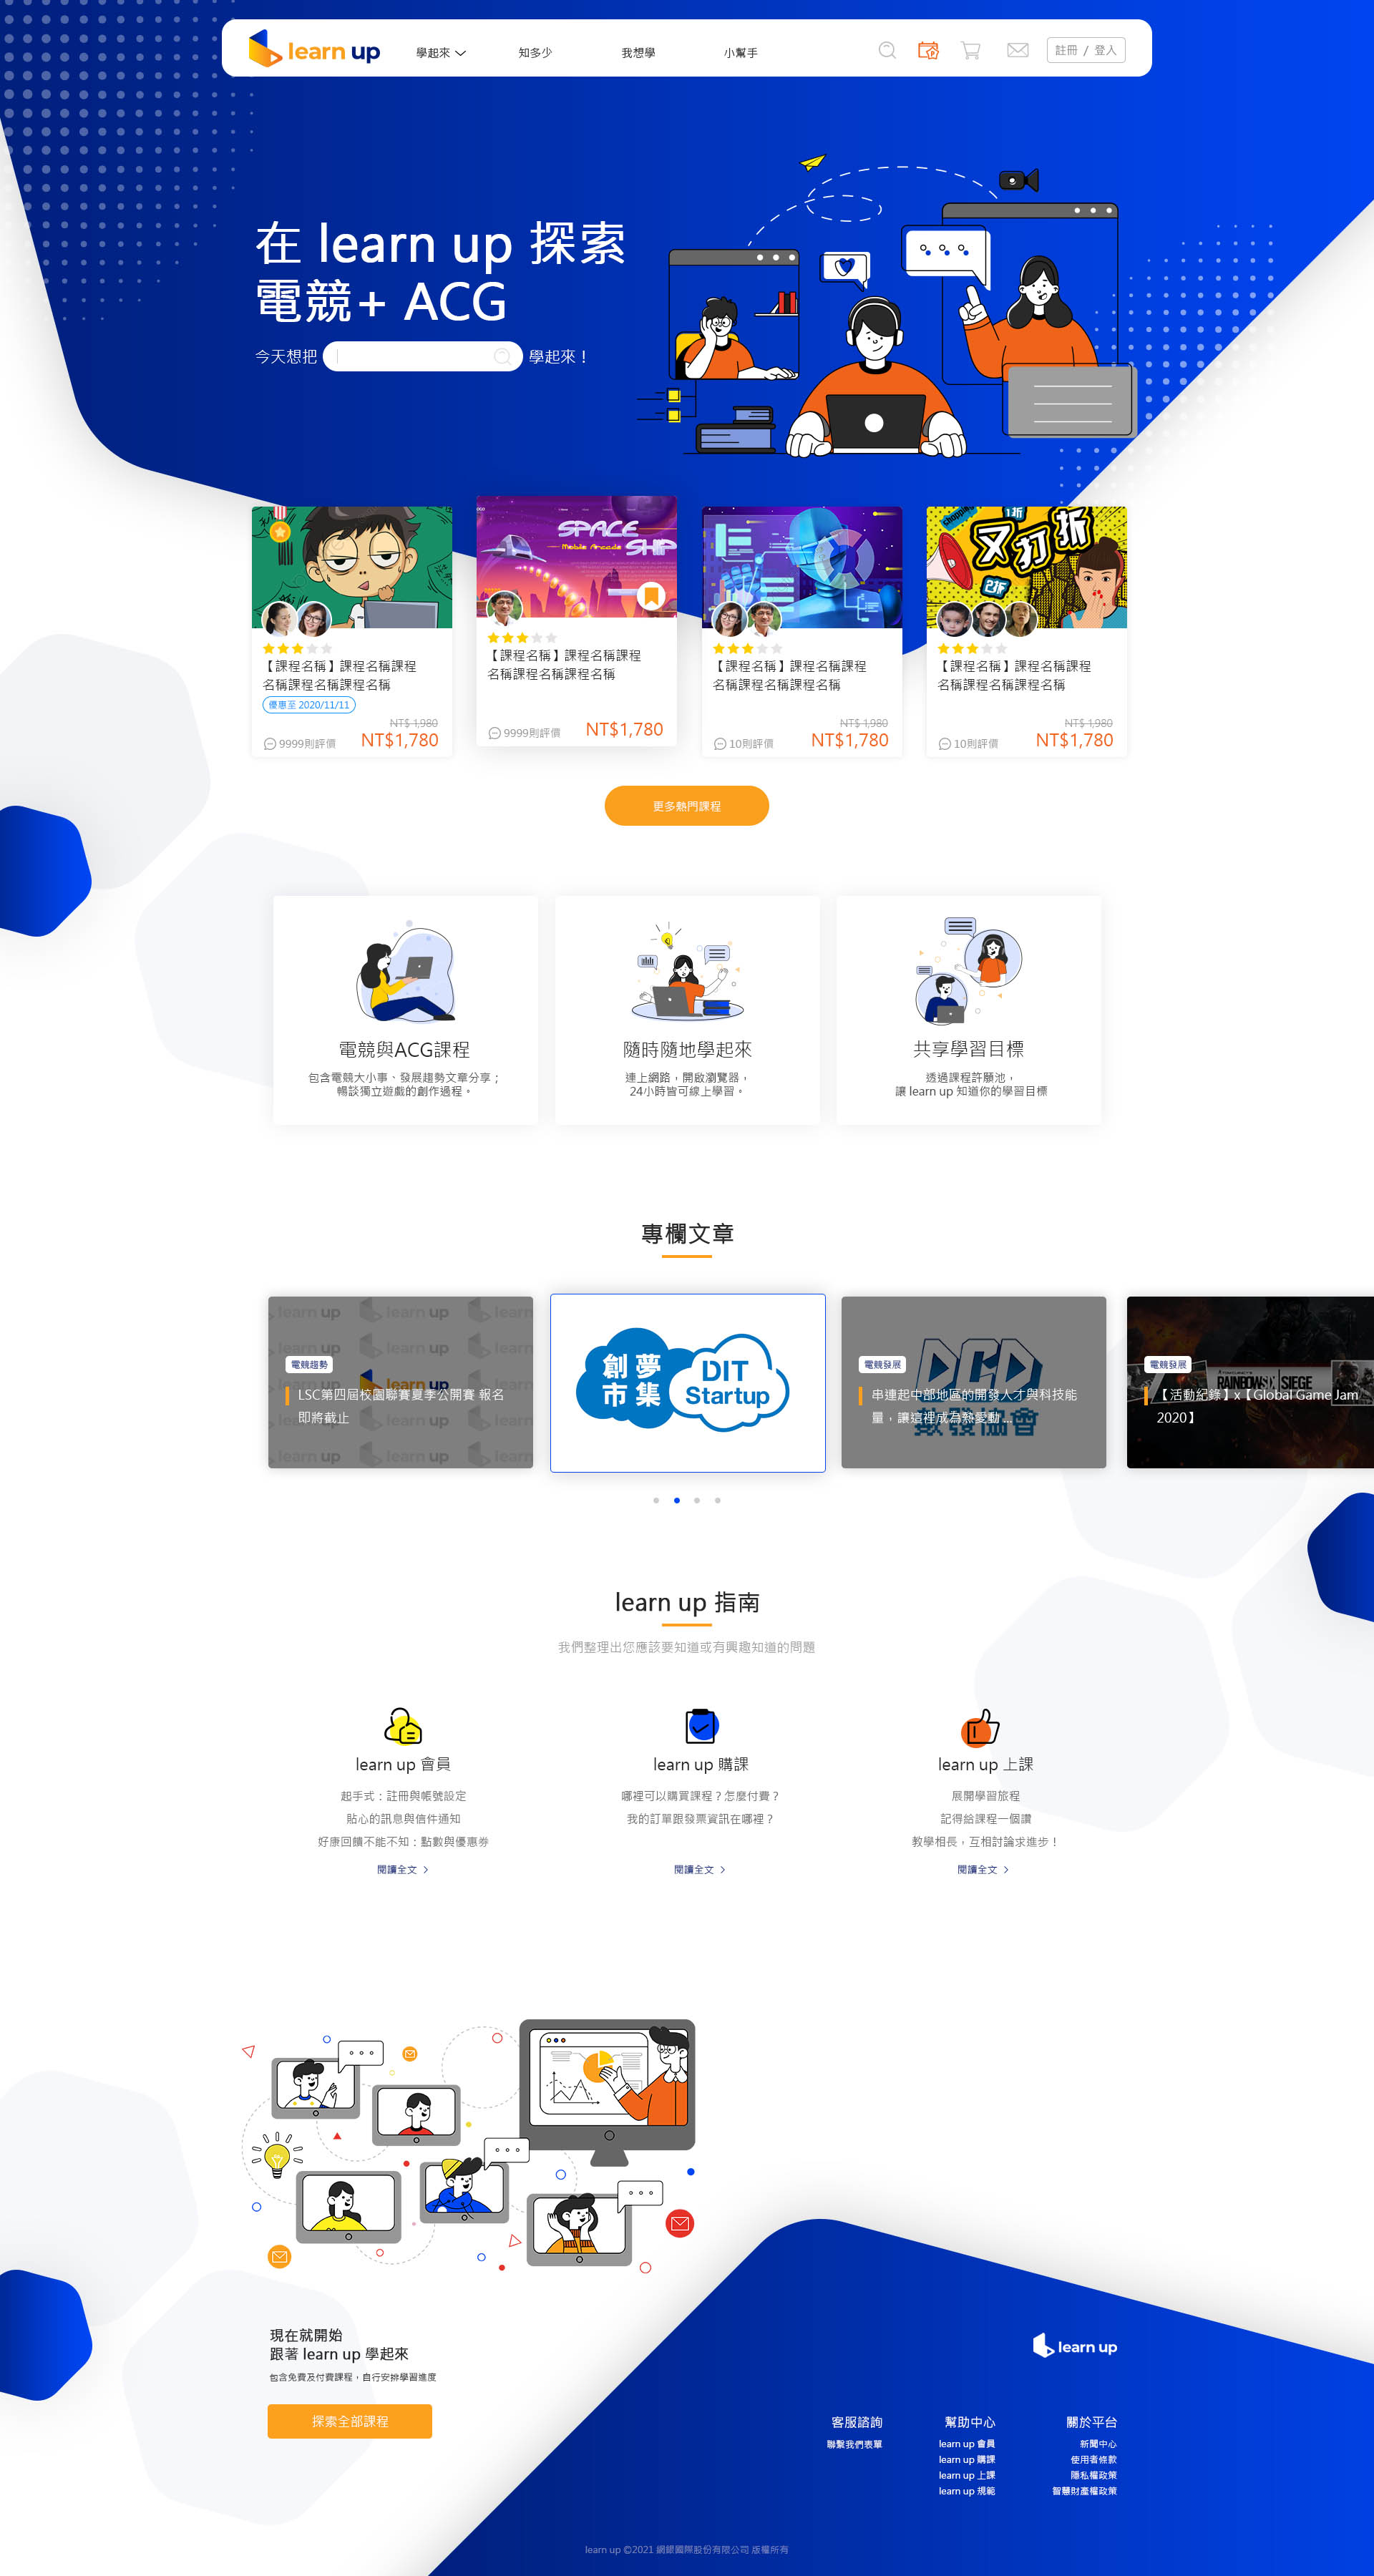 learn up
學起來
知多少
我想學
小幫手
註冊 / 登入
在 learn up 探索
電競+ ACG
今天想把
學起來！
SPACE
Mobile Arcade
SHIP
1折
又打折
2折
【課程名稱】課程名稱課程
名稱課程名稱課程名稱
優惠至 2020/11/11
NT$ 1,980
9999則評價
NT$1,780
【課程名稱】課程名稱課程
名稱課程名稱課程名稱
9999則評價
NT$1,780
【課程名稱】課程名稱課程
名稱課程名稱課程名稱
NT$ 1,980
10則評價
NT$1,780
【課程名稱】課程名稱課程
名稱課程名稱課程名稱
NT$ 1,980
10則評價
NT$1,780
更多熱門課程
電競與ACG課程
包含電競大小事、發展趨勢文章分享；
暢談獨立遊戲的創作過程。
隨時隨地學起來
連上網路，開啟瀏覽器，
24小時皆可線上學習。
共享學習目標
透過課程許願池，
讓 learn up 知道你的學習目標
專欄文章
電競趨勢
LSC第四屆校園聯賽夏季公開賽 報名
即將截止
創夢
市集
DIT
Startup
電競發展
DCD
數發協會
串連起中部地區的開發人才與科技能
量，讓這裡成為熱愛動 ...
電競發展
RAINBOW SIEGE
【活動紀錄】x【Global Game Jam
2020】
learn up 指南
我們整理出您應該要知道或有興趣知道的問題
learn up 會員
起手式：註冊與帳號設定
貼心的訊息與信件通知
好康回饋不能不知：點數與優惠券
閱讀全文
learn up 購課
哪裡可以購買課程？怎麼付費？
我的訂單跟發票資訊在哪裡？
閱讀全文
learn up 上課
展開學習旅程
記得給課程一個讚
教學相長，互相討論求進步！
閱讀全文
現在就開始
跟著 learn up 學起來
包含免費及付費課程，自行安排學習進度
探索全部課程
learn up
客服諮詢
聯繫我們表單
幫助中心
learn up 會員
learn up 購課
learn up 上課
learn up 規範
關於平台
新聞中心
使用者條款
隱私權政策
智慧財產權政策
learn up ©2021 網銀國際股份有限公司 版權所有